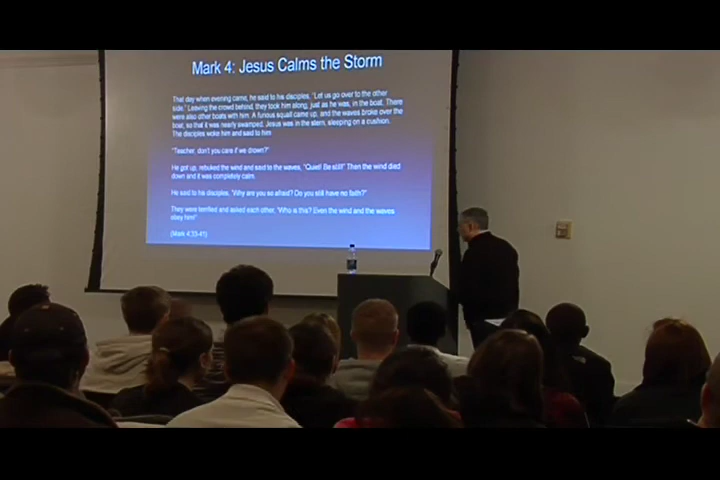 Mark 4: Jesus Calms the Storm
That day when evening came, he said to his disciples, "Let us go over to the other
side." Leaving the crowd behind, they took him along, just as he was, in the boat. There
were also other boats with him. A furious squall came up, and the waves broke over the
boat, so that it was nearly swamped. Jesus was in the stern, sleeping on a cushion.
The disciples woke him and said to him
"Teacher, don't you care if we drown?"
He got up, rebuked the wind and said to the waves, "Quiet! Be still!" Then the wind died
down and it was completely calm.
He said to his disciples, "Why are you so afraid? Do you still have no faith?"
They were terrified and asked each other, "Who is this? Even the wind and the waves
obey him!"
(Mark 4:35-41)